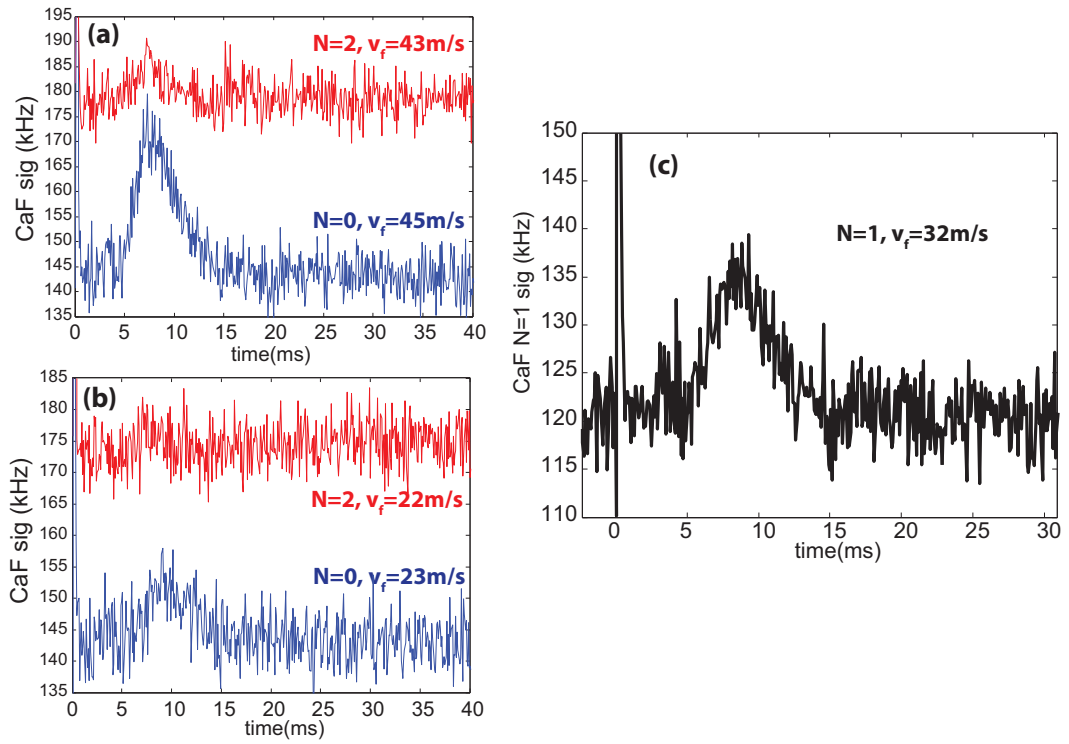 (a)
N=2, v_f=43m/s
N=0, v_f=45m/s
CaF sig (kHz)
195
190
185
180
175
170
165
160
155
150
145
140
135
0 5 10 15 20 25 30 35 40
time(ms)
(b)
N=2, v_f=22m/s
N=0, v_f=23m/s
CaF sig (kHz)
185
180
175
170
165
160
155
150
145
140
135
0 5 10 15 20 25 30 35 40
time(ms)
(c)
N=1, v_f=32m/s
CaF N=1 sig (kHz)
150
145
140
135
130
125
120
115
110
0 5 10 15 20 25 30
time(ms)